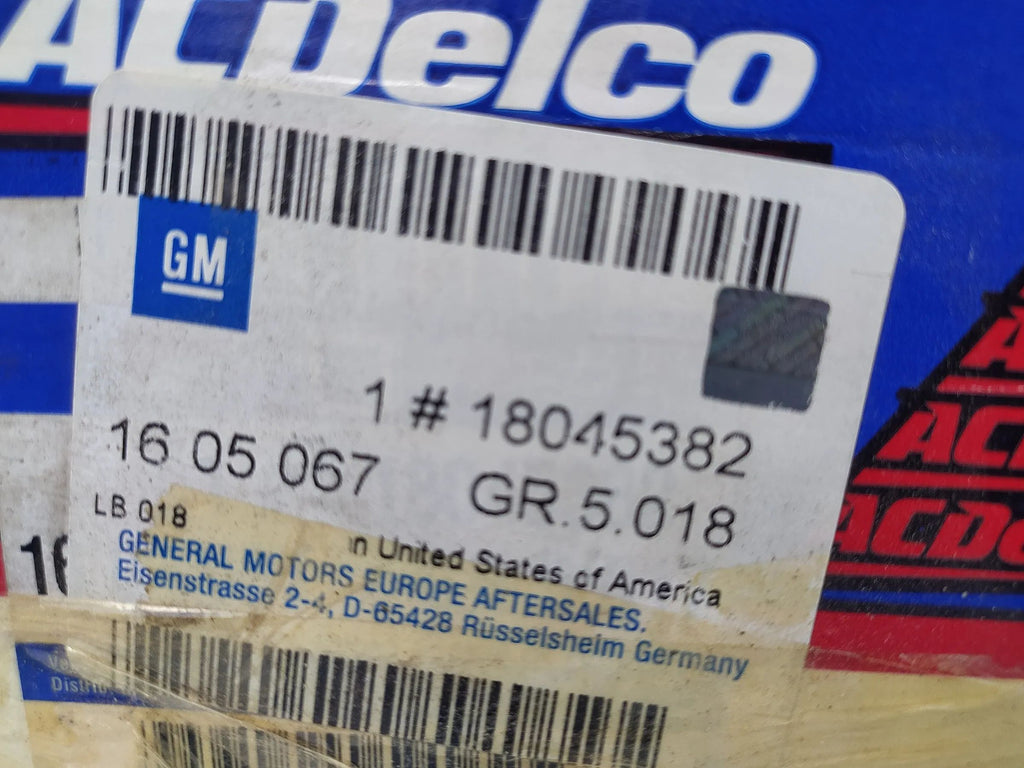 ACDelco
GM
1 # 18045382
16 05 067 GR.5.018
LB 018
in United States of America
GENERAL MOTORS EUROPE AFTERSALES.
Eisenstrasse 2-4, D-65428 Rüsselsheim Germany